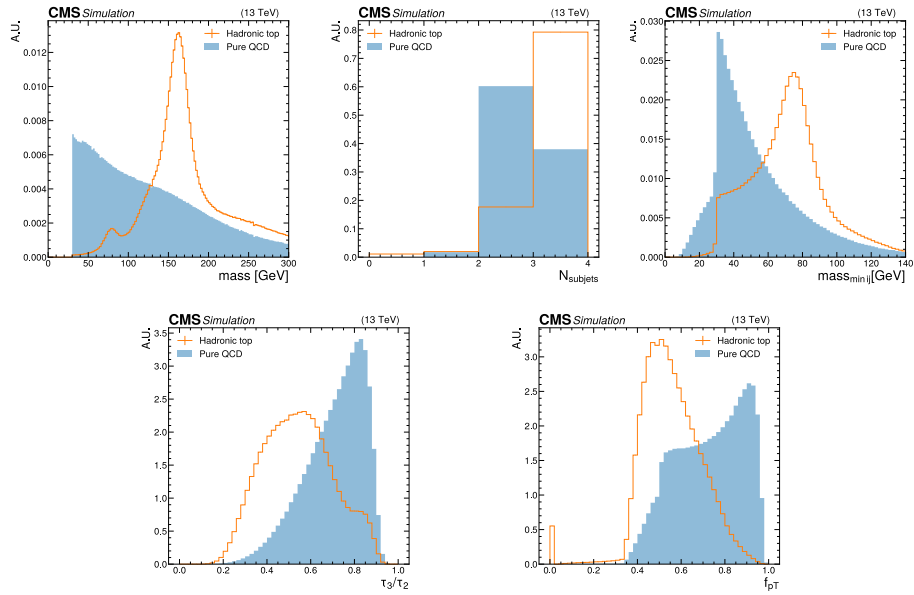 CMS Simulation (13 TeV)
A.U.
Hadronic top
Pure QCD
0.012
0.010
0.008
0.006
0.004
0.002
0.000
0 50 100 150 200 250 300
mass [GeV]
CMS Simulation (13 TeV)
A.U.
Hadronic top
Pure QCD
0.8
0.7
0.6
0.5
0.4
0.3
0.2
0.1
0.0
0 1 2 3 4
N_subjets
CMS Simulation (13 TeV)
A.U.
Hadronic top
Pure QCD
0.030
0.025
0.020
0.015
0.010
0.005
0.000
0 20 40 60 80 100 120 140
mass_min ij [GeV]
CMS Simulation (13 TeV)
A.U.
Hadronic top
Pure QCD
3.5
3.0
2.5
2.0
1.5
1.0
0.5
0.0
0.0 0.2 0.4 0.6 0.8 1.0
τ3/τ2
CMS Simulation (13 TeV)
A.U.
Hadronic top
Pure QCD
3.0
2.5
2.0
1.5
1.0
0.5
0.0
0.0 0.2 0.4 0.6 0.8 1.0
f_pT